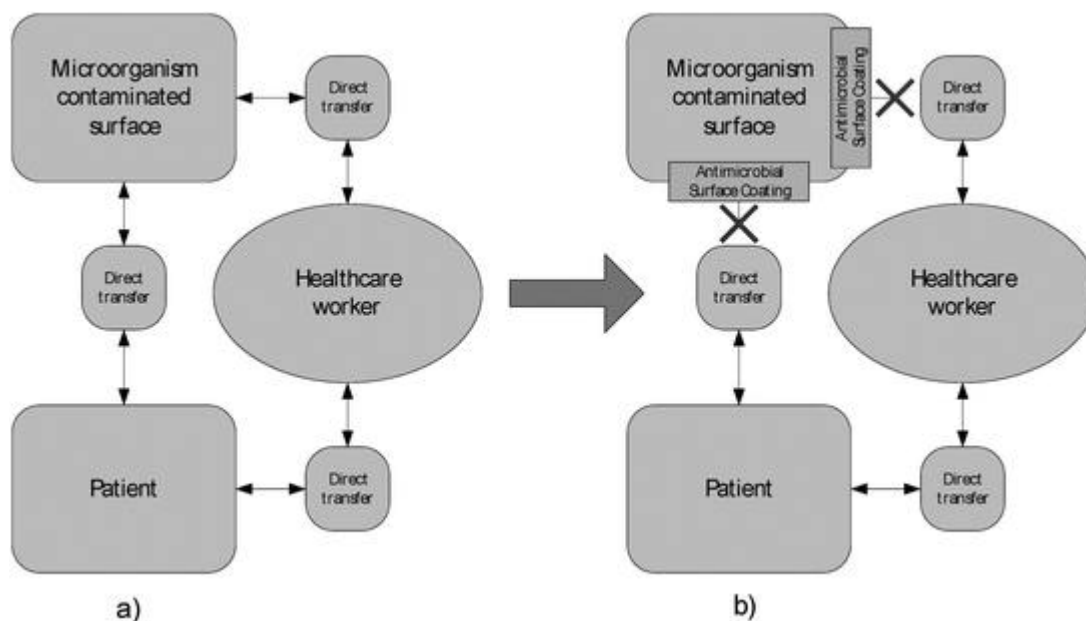 Microorganism
contaminated
surface
Direct
transfer
Direct
transfer
Healthcare
worker
Patient
Direct
transfer
a)
Microorganism
contaminated
surface
Antimicrobial
Surface Coating
Direct
transfer
Antimicrobial
Surface Coating
Direct
transfer
Healthcare
worker
Patient
Direct
transfer
b)